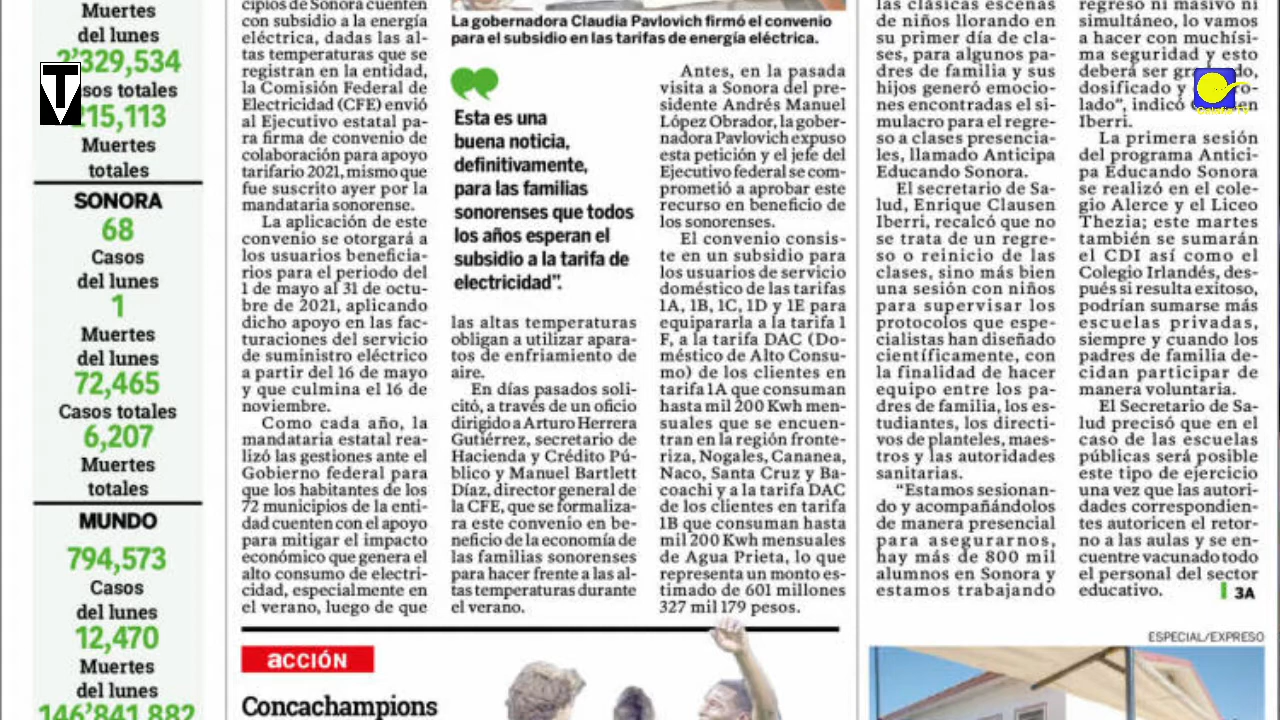 Muertes
del lunes
2'329,534
Casos totales
215,113
Muertes
totales
SONORA
68
Casos
del lunes
1
Muertes
del lunes
72,465
Casos totales
6,207
Muertes
totales
MUNDO
794,573
Casos
del lunes
12,470
Muertes
del lunes
146'841,882
cipios de Sonora cuenten
con subsidio a la energía
eléctrica, dadas las al-
tas temperaturas que se
registran en la entidad,
la Comisión Federal de
Electricidad (CFE) envió
al Ejecutivo estatal pa-
ra firma de convenio de
colaboración para apoyo
tarifario 2021, mismo que
fue suscrito ayer por la
mandataria sonorense.
La aplicación de este
convenio se otorgará a
los usuarios beneficia-
rios para el periodo del
1 de mayo al 31 de octu-
bre de 2021, aplicando
dicho apoyo en las fac-
turaciones del servicio
de suministro eléctrico
a partir del 16 de mayo
y que culmina el 16 de
noviembre.
Como cada año, la
mandataria estatal rea-
lizó las gestiones ante el
Gobierno federal para
que los habitantes de los
72 municipios de la enti-
dad cuenten con el apoyo
para mitigar el impacto
económico que genera el
alto consumo de electri-
cidad, especialmente en
el verano, luego de que
La gobernadora Claudia Pavlovich firmó el convenio
para el subsidio en las tarifas de energía eléctrica.
Esta es una
buena noticia,
definitivamente,
para las familias
sonorenses que todos
los años esperan el
subsidio a la tarifa de
electricidad".
las altas temperaturas
obligan a utilizar apara-
tos de enfriamiento de
aire.
En días pasados soli-
citó, a través de un oficio
dirigido a Arturo Herrera
Gutiérrez, secretario de
Hacienda y Crédito Pú-
blico y Manuel Bartlett
Díaz, director general de
la CFE, que se formaliza-
ra este convenio en be-
neficio de la economía de
las familias sonorenses
para hacer frente a las al-
tas temperaturas durante
el verano.
Antes, en la pasada
visita a Sonora del pre-
sidente Andrés Manuel
López Obrador, la gober-
nadora Pavlovich expuso
esta petición y el jefe del
Ejecutivo federal se com-
prometió a aprobar este
recurso en beneficio de
los sonorenses.
El convenio consis-
te en un subsidio para
los usuarios de servicio
doméstico de las tarifas
1A, 1B, 1C, 1D y 1E para
equipararla a la tarifa 1
F, a la tarifa DAC (Do-
méstico de Alto Consu-
mo) de los clientes en
tarifa 1A que consuman
hasta mil 200 Kwh men-
suales que se encuen-
tran en la región fronte-
riza, Nogales, Cananea,
Naco, Santa Cruz y Ba-
coachi y a la tarifa DAC
de los clientes en tarifa
1B que consuman hasta
mil 200 Kwh mensuales
de Agua Prieta, lo que
representa un monto es-
timado de 601 millones
327 mil 179 pesos.
las clásicas escenas
de niños llorando en
su primer día de cla-
ses, para algunos pa-
dres de familia y sus
hijos generó emocio-
nes encontradas el si-
mulacro para el regre-
so a clases presencia-
les, llamado Anticipa
Educando Sonora.
El secretario de Sa-
lud, Enrique Clausen
Iberri, recalcó que no
se trata de un regre-
so o reinicio de las
clases, sino más bien
una sesión con niños
para supervisar los
protocolos que espe-
cialistas han diseñado
científicamente, con
la finalidad de hacer
equipo entre los pa-
dres de familia, los es-
tudiantes, los directi-
vos de planteles, maes-
tros y las autoridades
sanitarias.
"Estamos sesionan-
do y acompañándolos
de manera presencial
para asegurarnos,
hay más de 800 mil
alumnos en Sonora y
estamos trabajando
regreso ni masivo ni
simultáneo, lo vamos
a hacer con muchísi-
ma seguridad y esto
deberá ser
dosificado y
lado", indicó
Iberri.
La primera sesión
del programa Antici-
pa Educando Sonora
se realizó en el cole-
gio Alerce y el Liceo
Thezia; este martes
también se sumarán
el CDI así como el
Colegio Irlandés, des-
pués si resulta exitoso,
podrían sumarse más
escuelas privadas,
siempre y cuando los
padres de familia de-
cidan participar de
manera voluntaria.
El Secretario de Sa-
lud precisó que en el
caso de las escuelas
públicas será posible
este tipo de ejercicio
una vez que las autori-
dades correspondien-
tes autoricen el retor-
no a las aulas y se en-
cuentre vacunado todo
el personal del sector
educativo.
3A
ESPECIAL/EXPRESO
acción
Concachampions
T